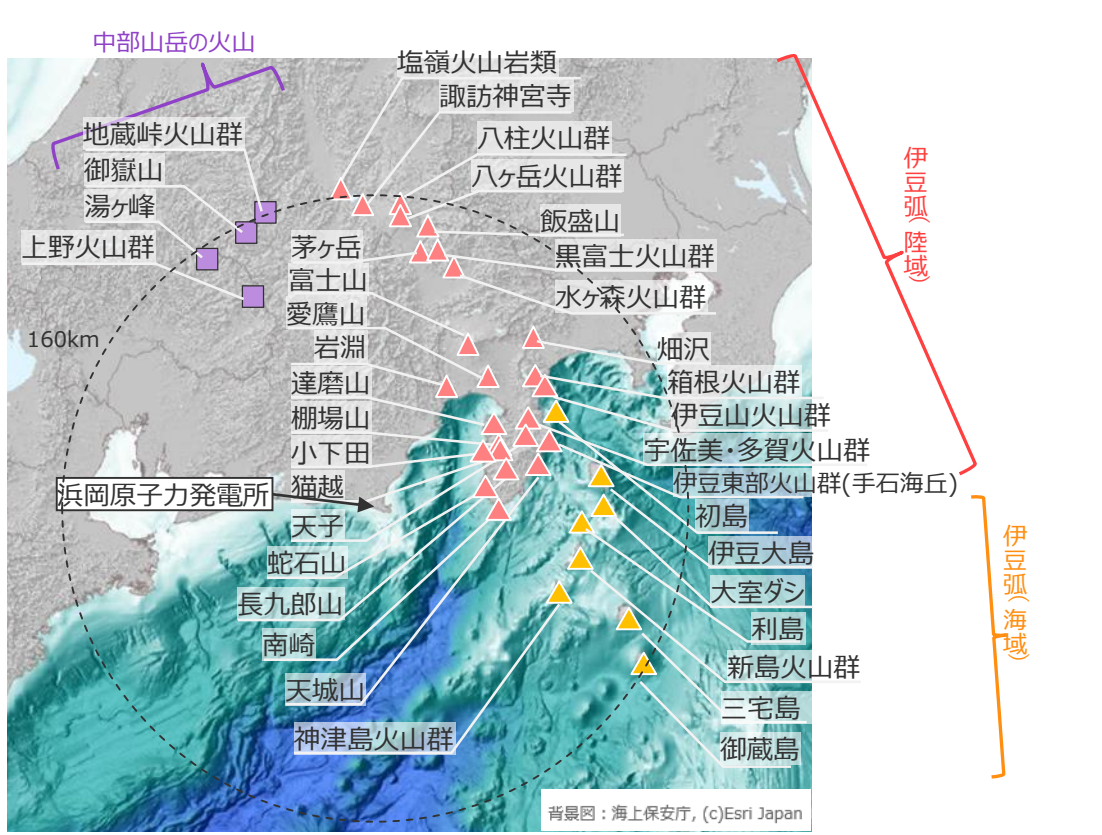 中部山岳の火山
塩嶺火山岩類
諏訪神宮寺
八柱火山群
八ヶ岳火山群
飯盛山
黒富士火山群
水ヶ森火山群
地蔵峠火山群
御嶽山
湯ヶ峰
上野火山群
160km
茅ヶ岳
富士山
愛鷹山
岩淵
達磨山
棚場山
小下田
猫越
天子
蛇石山
長九郎山
南崎
天城山
神津島火山群
浜岡原子力発電所
畑沢
箱根火山群
伊豆山火山群
宇佐美・多賀火山群
伊豆東部火山群(手石海丘)
初島
伊豆大島
大室ダシ
利島
新島火山群
三宅島
御蔵島
伊豆弧(陸域)
伊豆弧(海域)
背景図：海上保安庁, (c)Esri Japan